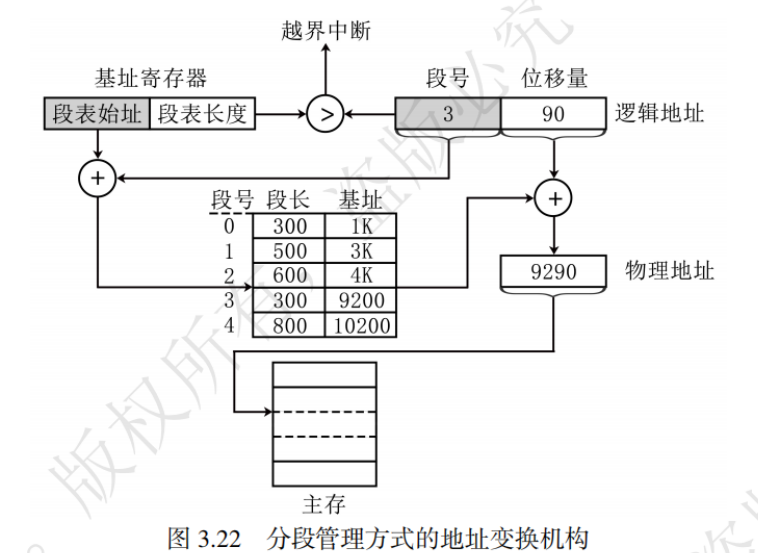 越界中断
基址寄存器
段号 位移量
段表始址 段表长度
>
3 90
逻辑地址
+
+
段号 段长 基址
0 300 1K
1 500 3K
2 600 4K
3 300 9200
4 800 10200
9290 物理地址
主存
图 3.22 分段管理方式的地址变换机构
版权所有，盗版必究